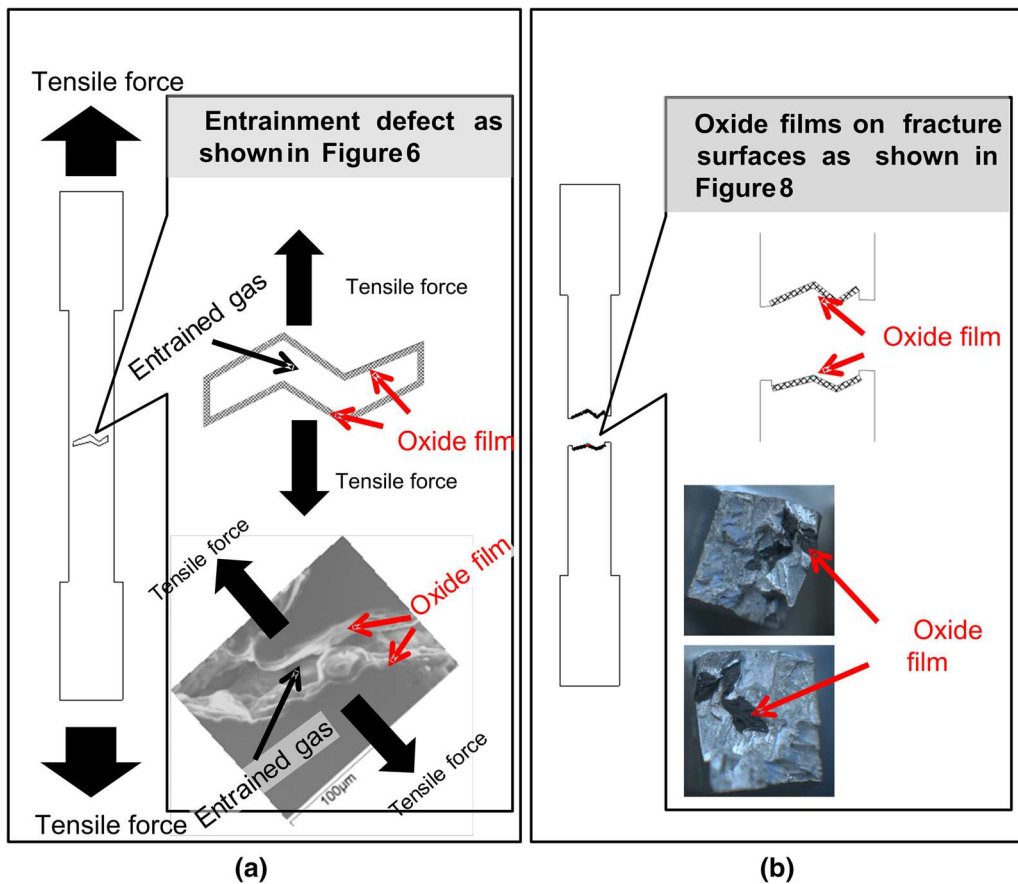 Tensile force
Entrainment defect as
shown in Figure 6
Tensile force
Entrained gas
Oxide film
Tensile force
Tensile force
Oxide film
Entrained gas
100µm
Tensile force
Tensile force
(a)
Oxide films on fracture
surfaces as shown in
Figure 8
Oxide film
Oxide
film
(b)